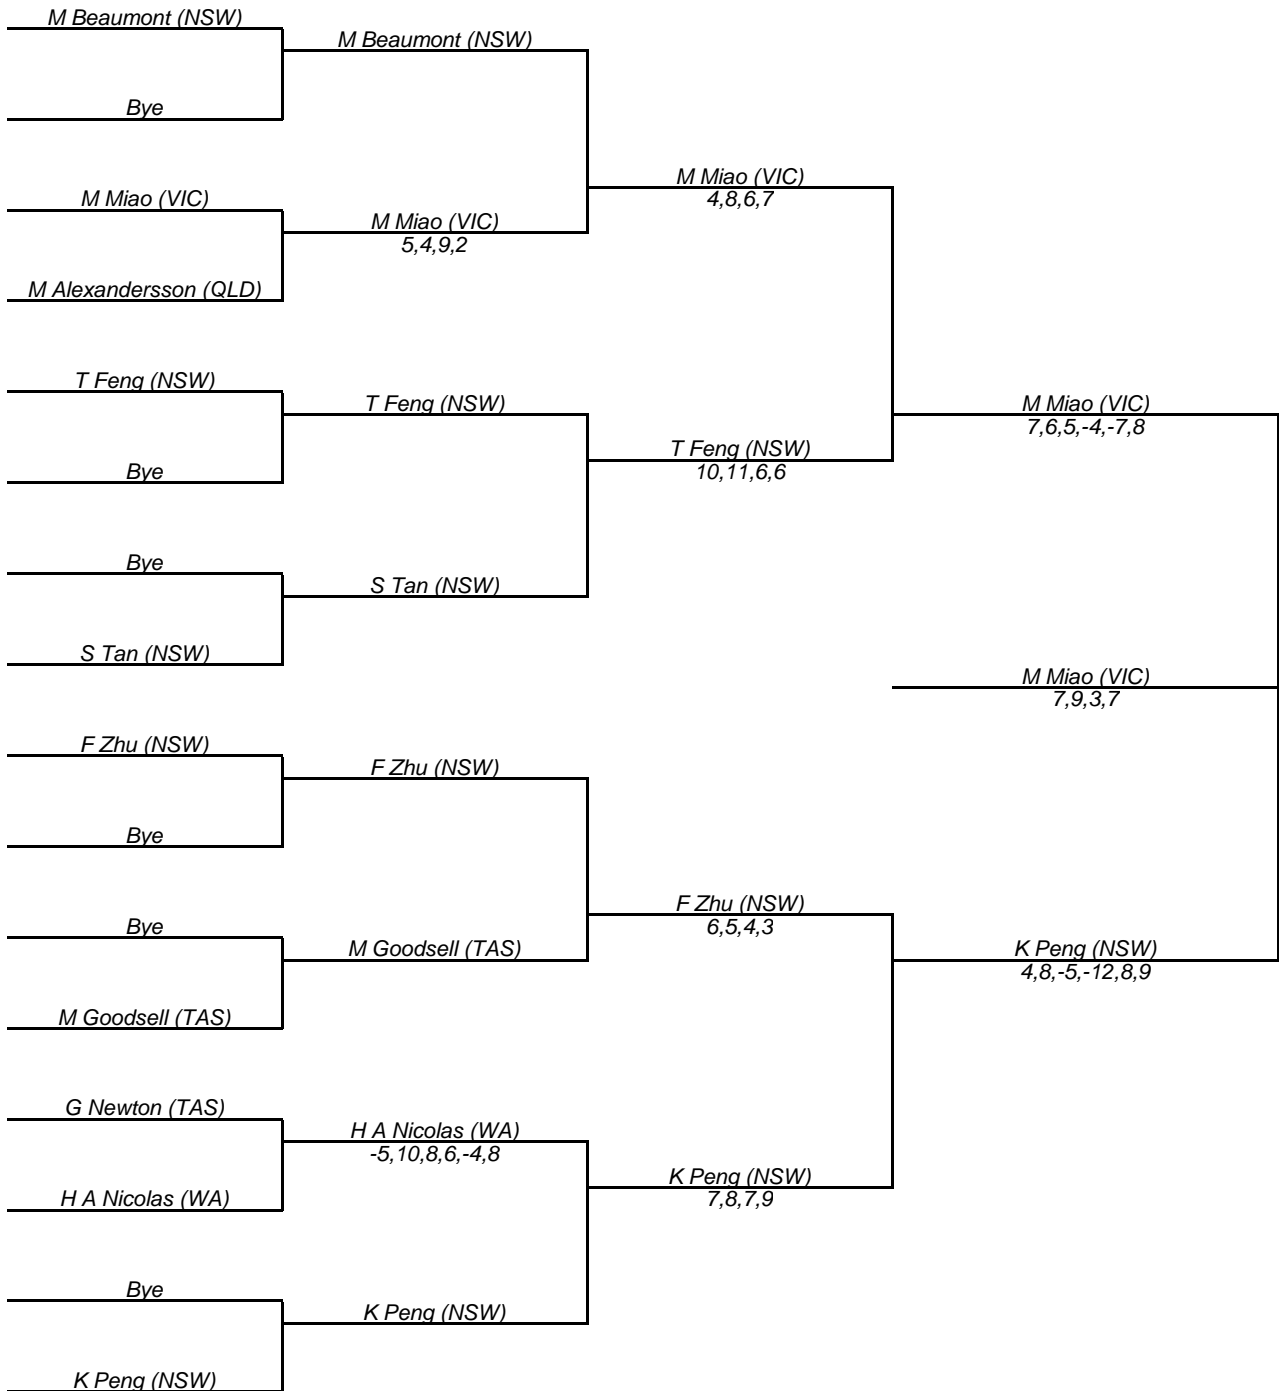 M Beaumont (NSW)
M Beaumont (NSW)
Bye
M Miao (VIC)
4,8,6,7
M Miao (VIC)
M Miao (VIC)
5,4,9,2
M Alexandersson (QLD)
T Feng (NSW)
T Feng (NSW)
M Miao (VIC)
7,6,5,-4,-7,8
T Feng (NSW)
10,11,6,6
Bye
Bye
S Tan (NSW)
S Tan (NSW)
M Miao (VIC)
7,9,3,7
F Zhu (NSW)
F Zhu (NSW)
Bye
F Zhu (NSW)
6,5,4,3
Bye
M Goodsell (TAS)
K Peng (NSW)
4,8,-5,-12,8,9
M Goodsell (TAS)
G Newton (TAS)
H A Nicolas (WA)
-5,10,8,6,-4,8
K Peng (NSW)
7,8,7,9
H A Nicolas (WA)
Bye
K Peng (NSW)
K Peng (NSW)